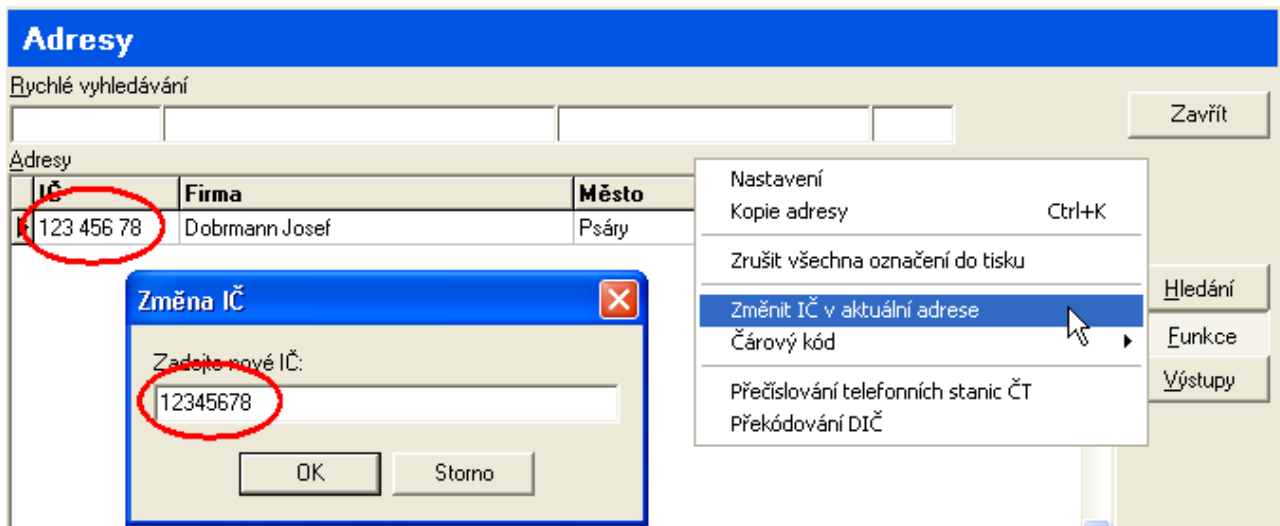 Adresy
Rychlé vyhledávání
Zavřít
Adresy
IČ Firma Město
123 456 78 Dobrmann Josef Psáry
Nastavení
Kopie adresy Ctrl+K
Zrušit všechna označení do tisku
Změnit IČ v aktuální adrese
Čárový kód
Přečíslování telefonních stanic ČT
Překódování DIČ
Hledání
Funkce
Výstupy
Změna IČ
Zadejte nové IČ:
12345678
OK Storno